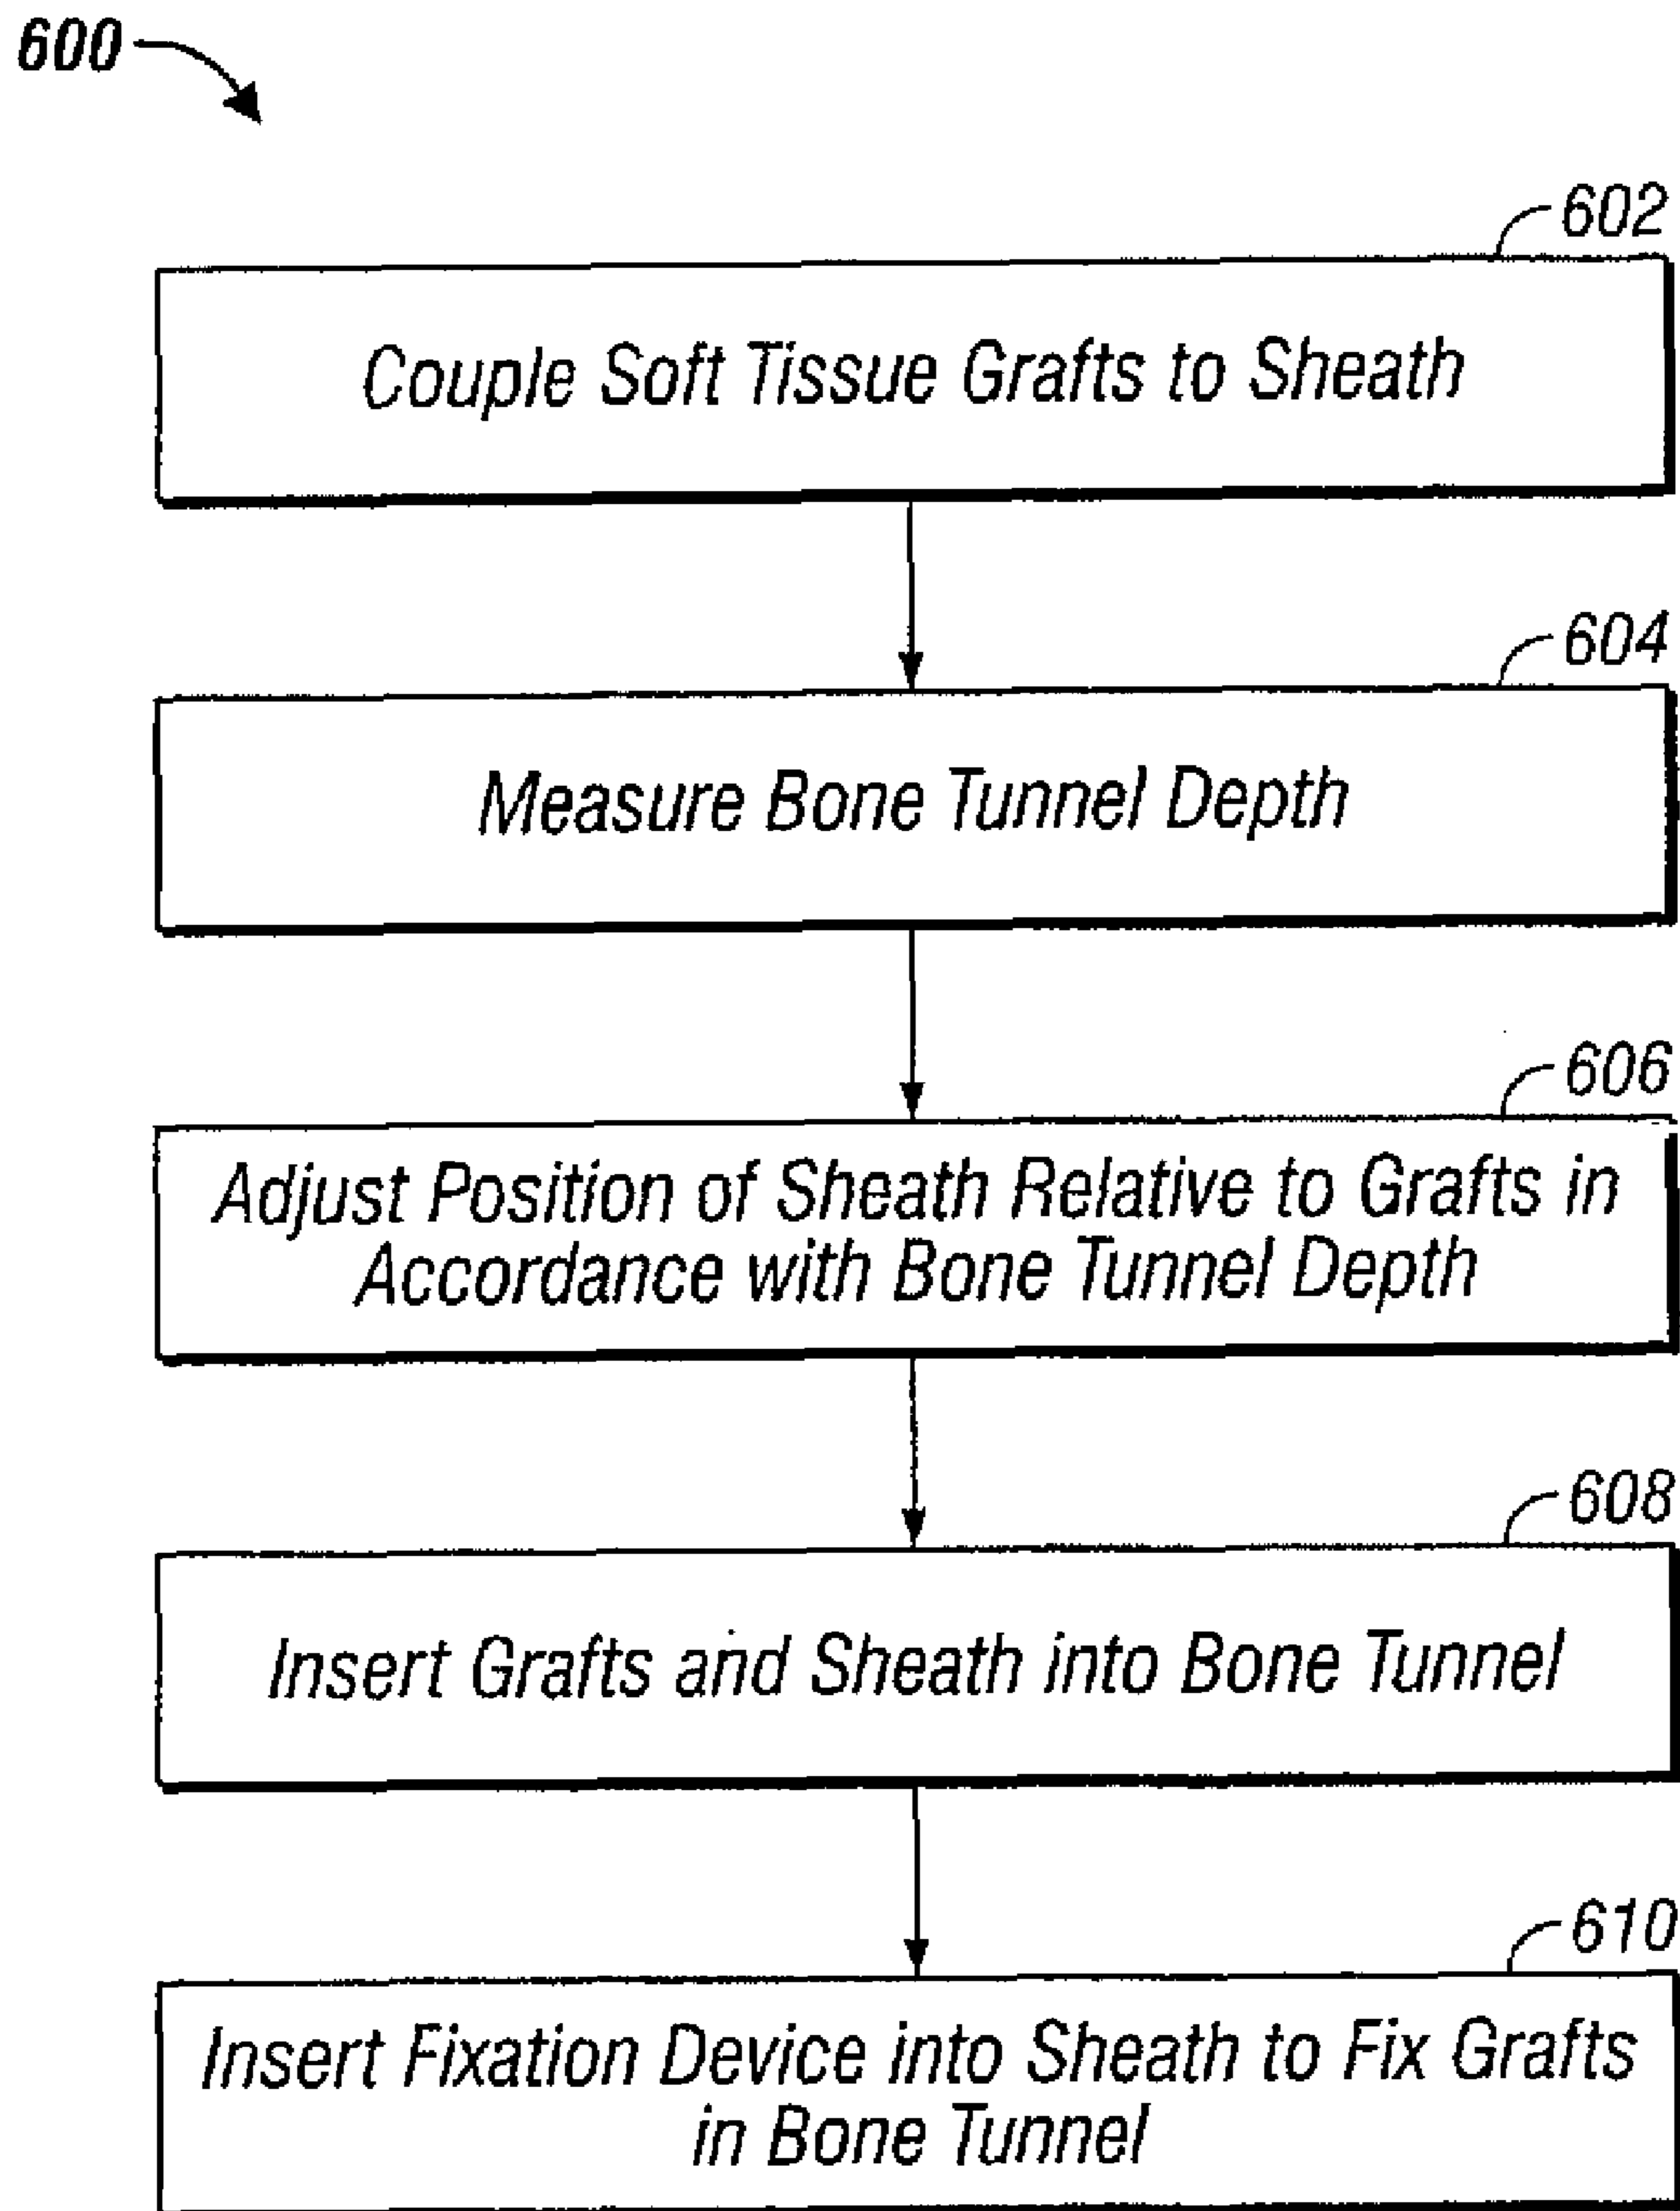 600
602
Couple Soft Tissue Grafts to Sheath
604
Measure Bone Tunnel Depth
606
Adjust Position of Sheath Relative to Grafts in
Accordance with Bone Tunnel Depth
608
Insert Grafts and Sheath into Bone Tunnel
610
Insert Fixation Device into Sheath to Fix Grafts
in Bone Tunnel